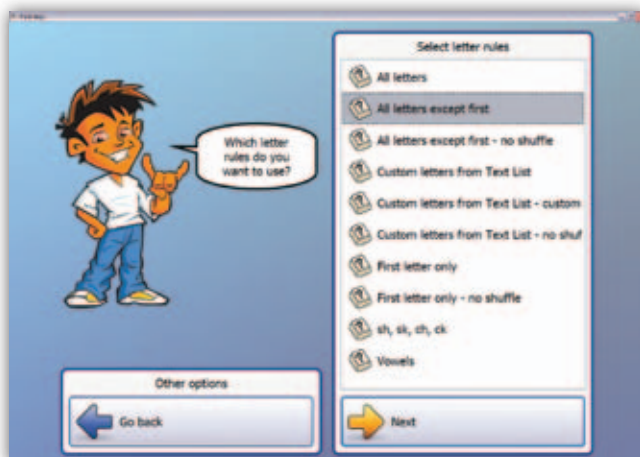 Which letter
rules do you
want to use?
Select letter rules
All letters
All letters except first
All letters except first - no shuffle
Custom letters from Text List
Custom letters from Text List - custom
Custom letters from Text List - no shuf
First letter only
First letter only - no shuffle
sh, sk, ch, ck
Vowels
Other options
Go back
Next